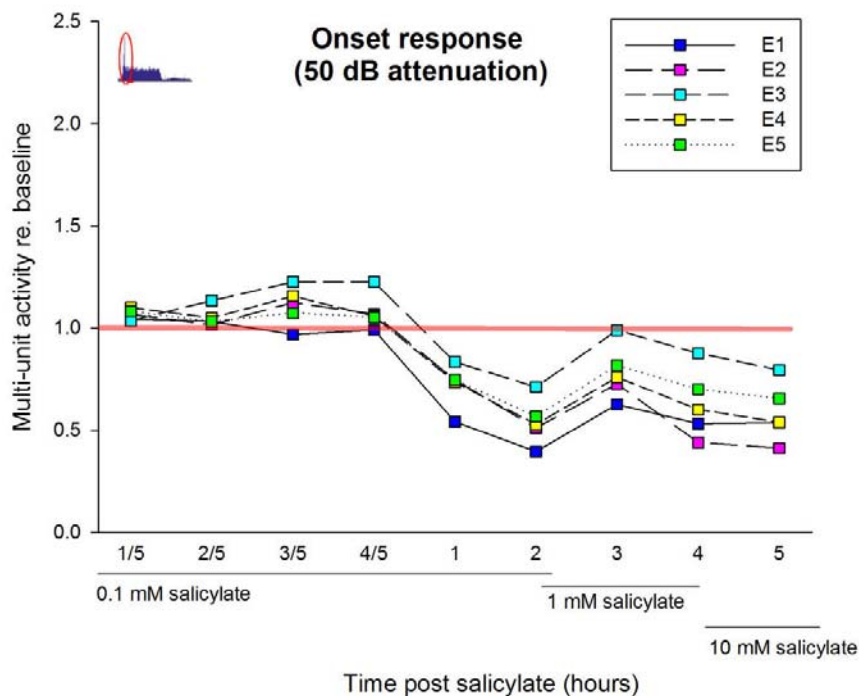 Onset response
(50 dB attenuation)
E1
E2
E3
E4
E5
Multi-unit activity re. baseline
2.5
2.0
1.5
1.0
0.5
0.0
1/5 2/5 3/5 4/5 1 2 3 4 5
0.1 mM salicylate
1 mM salicylate
10 mM salicylate
Time post salicylate (hours)